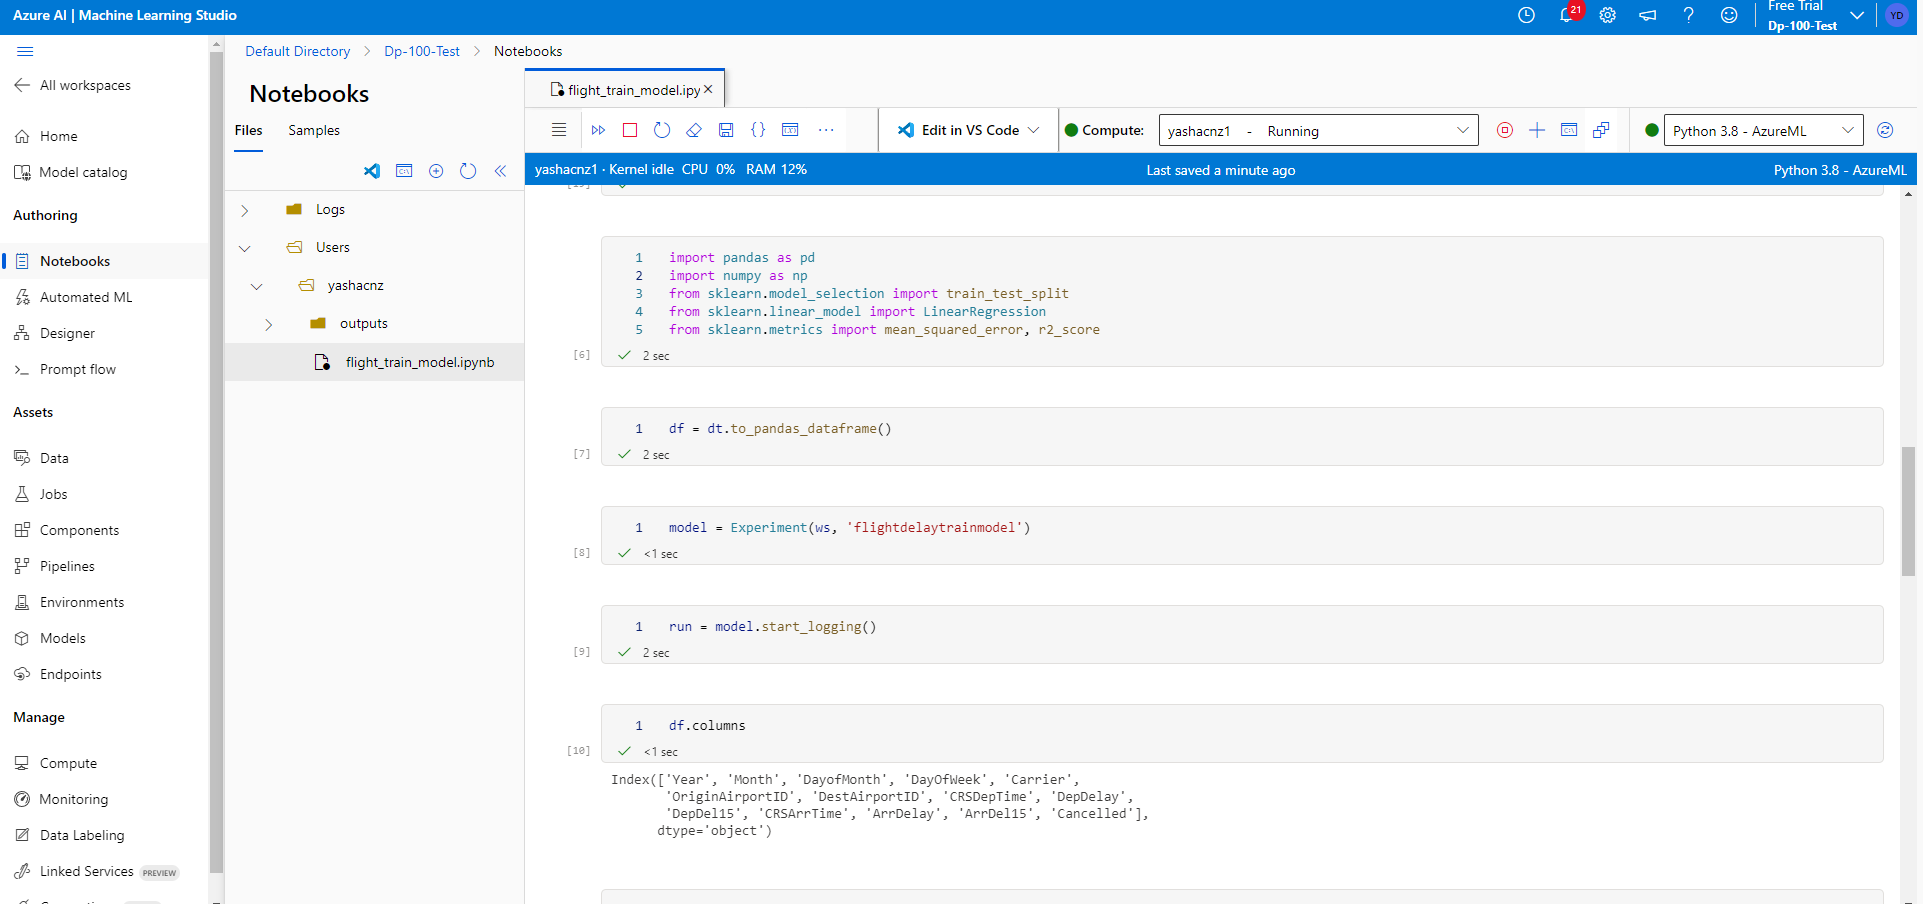 Azure AI | Machine Learning Studio
21
Free Trial
Dp-100-Test
YD
All workspaces
Home
Model catalog
Authoring
Notebooks
Automated ML
Designer
Prompt flow
Assets
Data
Jobs
Components
Pipelines
Environments
Models
Endpoints
Manage
Compute
Monitoring
Data Labeling
Linked Services PREVIEW
Default Directory > Dp-100-Test > Notebooks
Notebooks
Files Samples
Logs
Users
yashacnz
outputs
flight_train_model.ipynb
flight_train_model.ipy ×
Edit in VS Code
Compute: yashacnz1 - Running
Python 3.8 - AzureML
yashacnz1 · Kernel idle CPU 0% RAM 12%
Last saved a minute ago
Python 3.8 - AzureML
1 import pandas as pd
2 import numpy as np
3 from sklearn.model_selection import train_test_split
4 from sklearn.linear_model import LinearRegression
5 from sklearn.metrics import mean_squared_error, r2_score
[6] 2 sec
1 df = dt.to_pandas_dataframe()
[7] 2 sec
1 model = Experiment(ws, 'flightdelaytrainmodel')
[8] <1 sec
1 run = model.start_logging()
[9] 2 sec
1 df.columns
[10] <1 sec
Index(['Year', 'Month', 'DayofMonth', 'DayOfWeek', 'Carrier',
'OriginAirportID', 'DestAirportID', 'CRSDepTime', 'DepDelay',
'DepDel15', 'CRSArrTime', 'ArrDelay', 'ArrDel15', 'Cancelled'],
dtype='object')